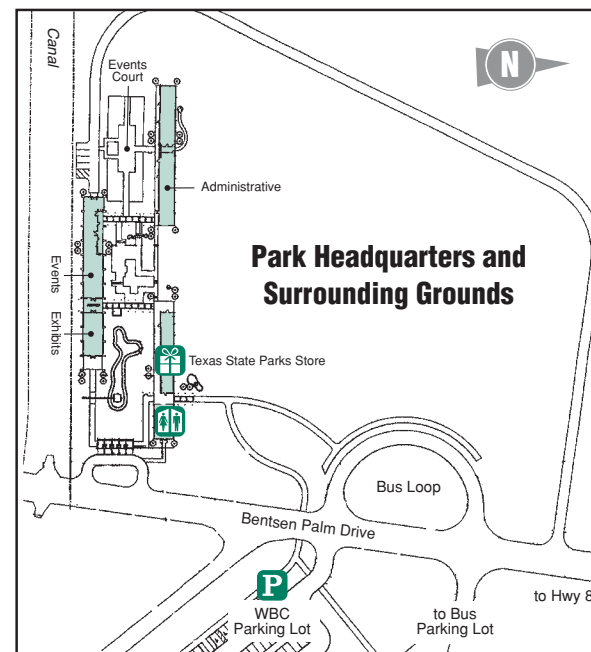 Canal
Events
Court
N
Administrative
Park Headquarters and
Surrounding Grounds
Events
Exhibits
Texas State Parks Store
Bus Loop
Bentsen Palm Drive
P
WBC
Parking Lot
to Bus
Parking Lot
to Hwy 8